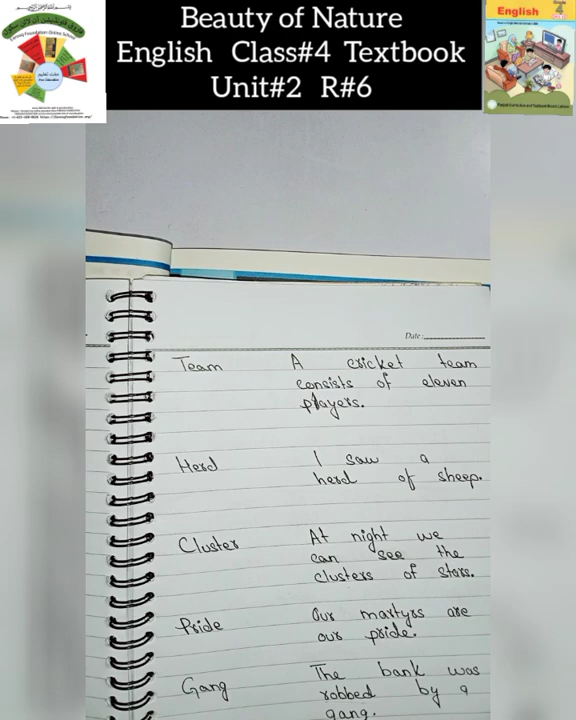 Beauty of Nature
English Class#4 Textbook
Unit#2 R#6
English
4
Date:
Team A cricket team
consists of eleven
players.
Herd I saw a
herd of sheep.
Cluster At night we
can see the
clusters of stars.
Pride Our martyrs are
our pride.
Gang The bank was
robbed by a
gang.